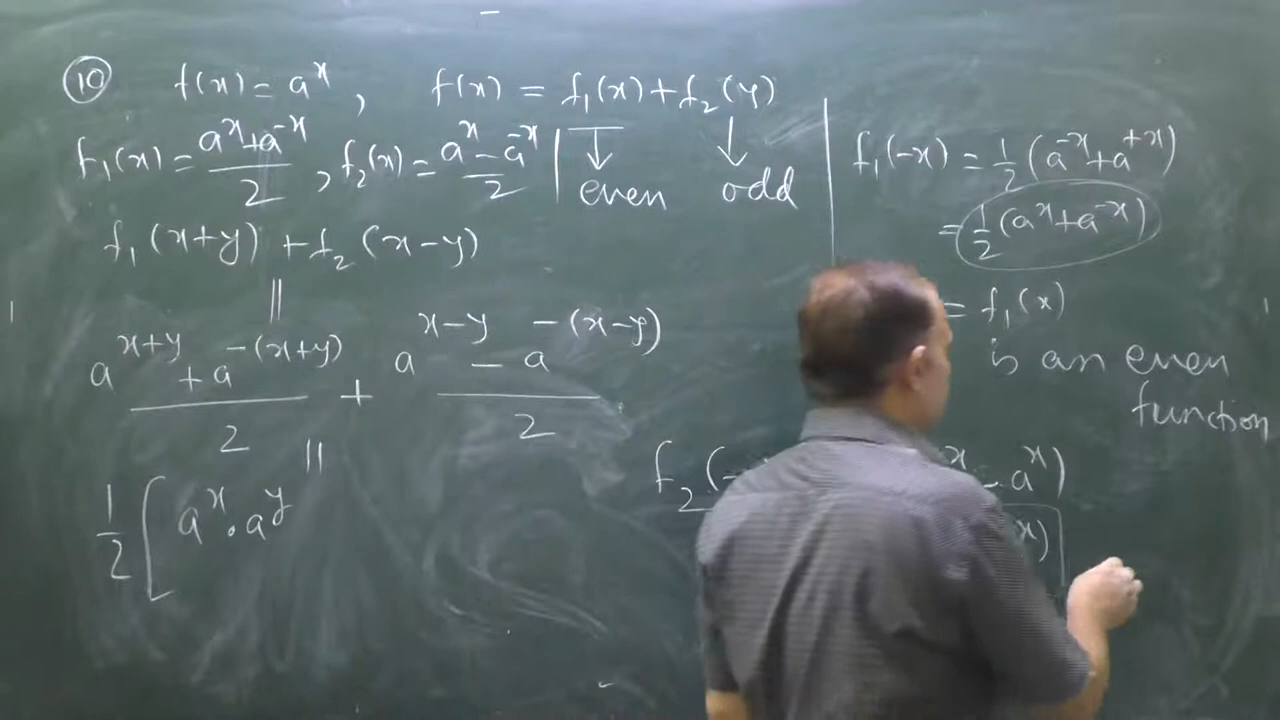 ⑩ f(x) = a^x , f(x) = f₁(x) + f₂(y)
f₁(x) = (a^x + a^-x)/2 , f₂(x) = (a^x - a^-x)/2
even odd
f₁(x+y) + f₂(x-y)
||
(a^(x+y) + a^-(x+y))/2 + (a^(x-y) - a^-(x-y))/2
||
1/2 [ a^x . a^y
f₁(-x) = 1/2 (a^-x + a^+x)
= 1/2 (a^x + a^-x)
= f₁(x)
is an even
function
f₂(- x - a^x)
x)